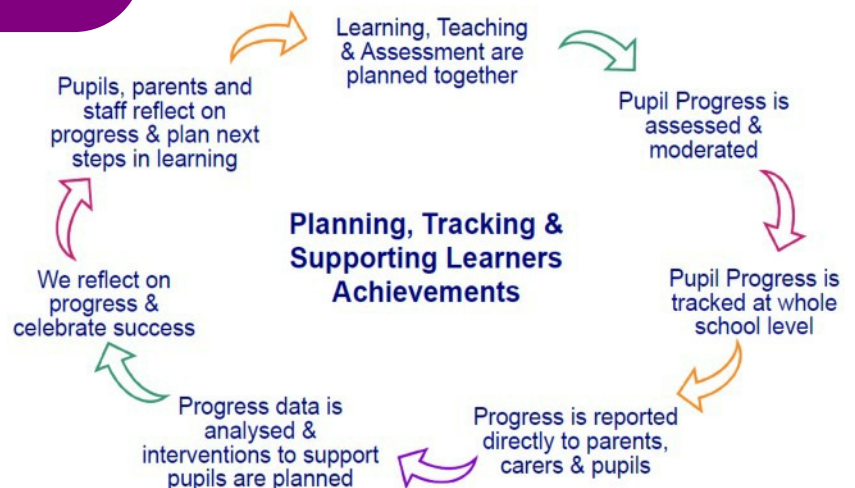 Learning, Teaching
& Assessment are
planned together
Pupil Progress is
assessed &
moderated
Pupil Progress is
tracked at whole
school level
Progress is reported
directly to parents,
carers & pupils
Progress data is
analysed &
interventions to support
pupils are planned
We reflect on
progress &
celebrate success
Pupils, parents and
staff reflect on
progress & plan next
steps in learning
Planning, Tracking &
Supporting Learners
Achievements